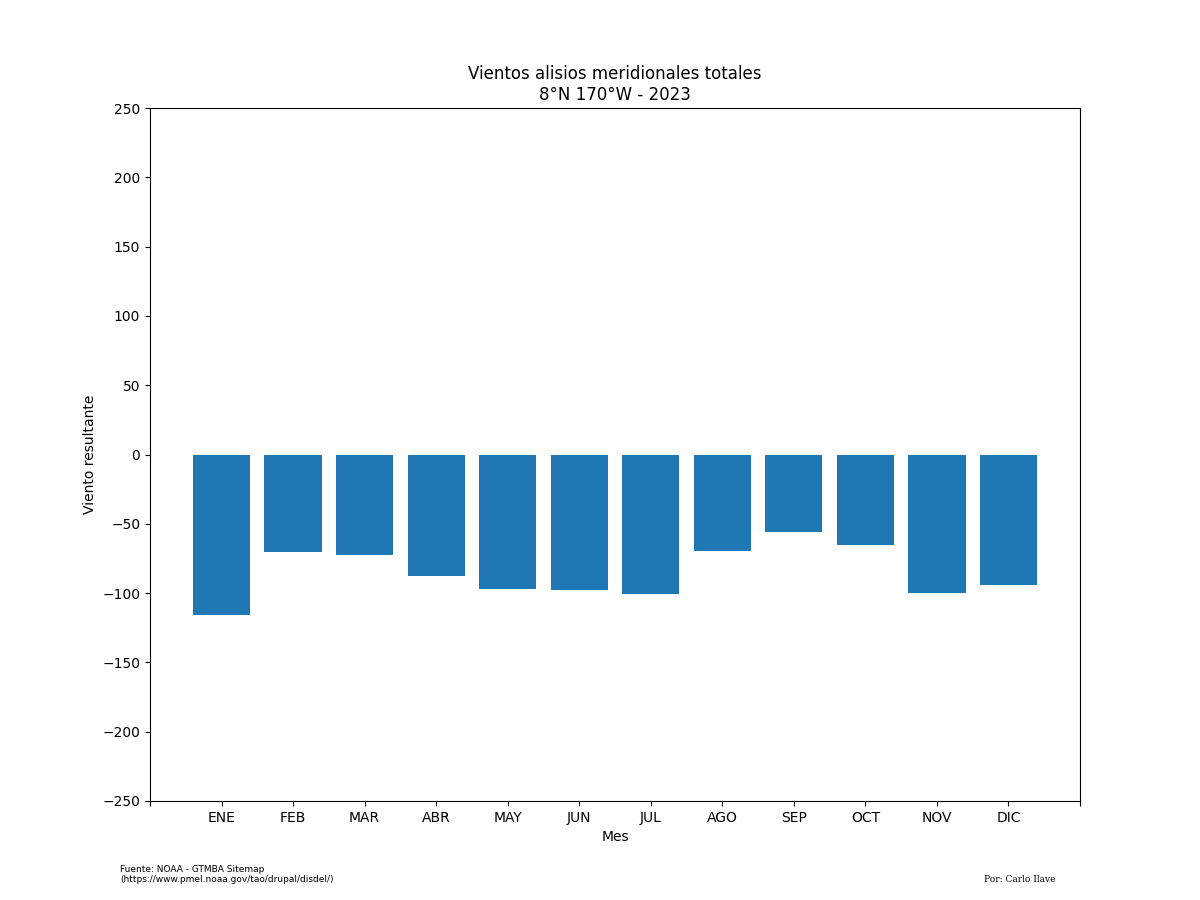 Vientos alisios meridionales totales
8°N 170°W - 2023
250
200
150
100
50
0
−50
−100
−150
−200
−250
Viento resultante
ENE FEB MAR ABR MAY JUN JUL AGO SEP OCT NOV DIC
Mes
Fuente: NOAA - GTMBA Sitemap
(https://www.pmel.noaa.gov/tao/drupal/disdel/)
Por: Carlo Ilave